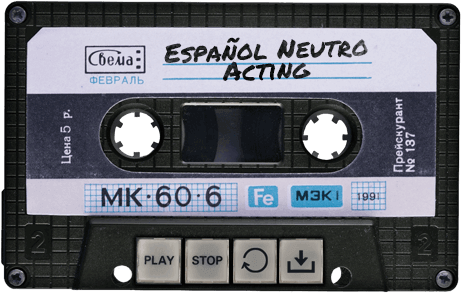 ESPAÑOL NEUTRO
ACTING
Свема
ФЕВРАЛЬ
Цена 5 р.
Прейскурант
№ 137
МК·60·6
Fe
МЭК I
1991
2
2
PLAY
STOP